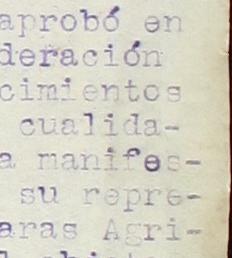 aprobó en
deración
cimientos
cualida-
a manifes-
su repre-
aras Agri-